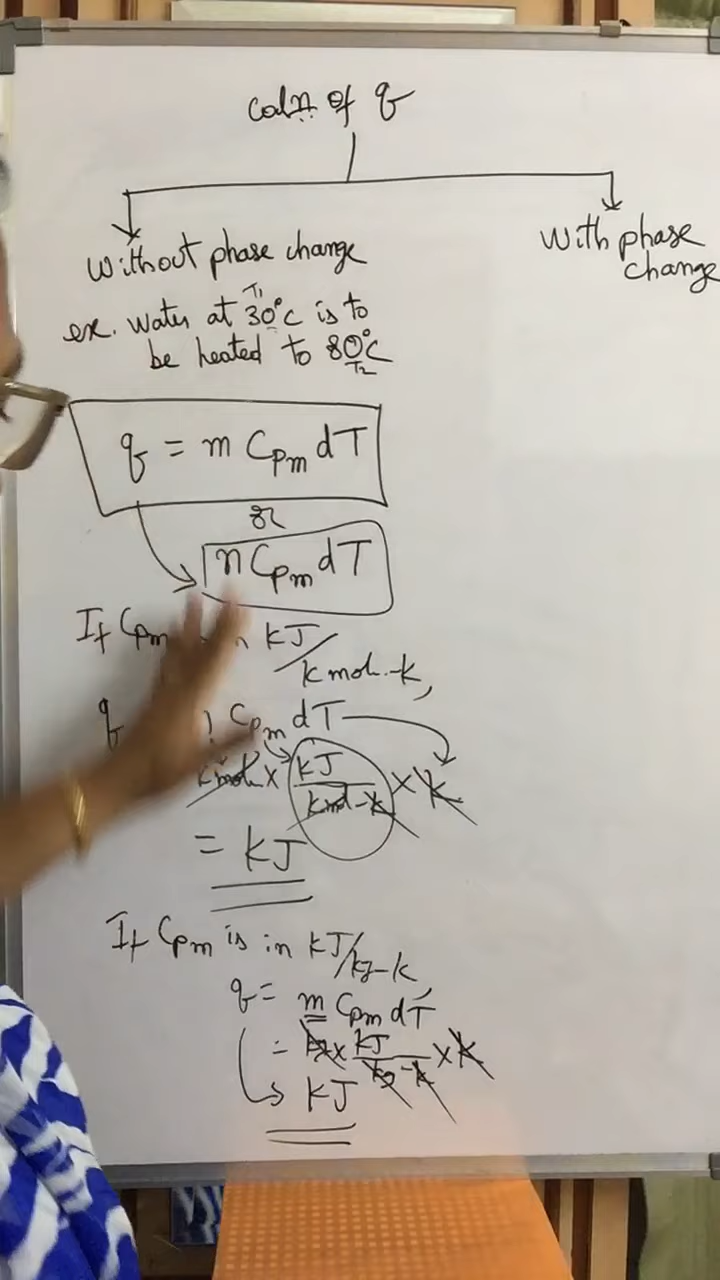 caln of q
Without phase change
With phase
change
ex. Water at 30°C is to
T1
be heated to 80°C
T2
q = m Cpm dT
or
n Cpm dT
If Cpm in kJ/
k mole-k,
q Cpm dT
kmole x kJ/kmol-k x k
= kJ
If Cpm is in kJ/kg-k
q = m Cpm dT
= kg x kJ/kg-k x k
kJ